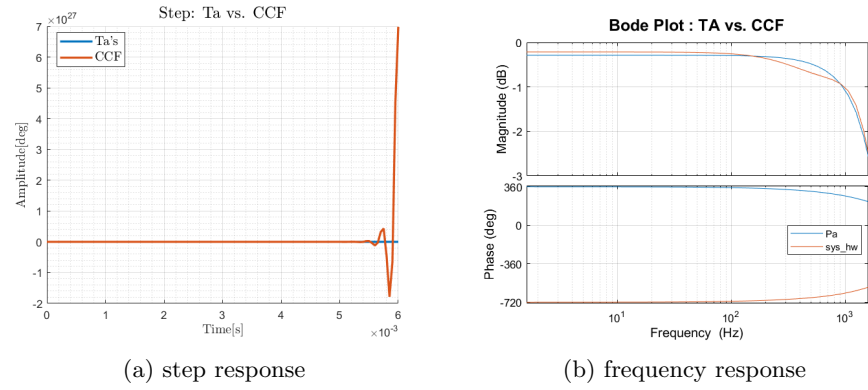 ×10^27
Step: Ta vs. CCF
7
6
5
4
3
2
1
0
-1
-2
Amplitude[deg]
Ta's
CCF
0
1
2
3
4
5
6
×10^-3
Time[s]
(a) step response
Bode Plot : TA vs. CCF
0
-1
-2
-3
Magnitude (dB)
360
0
-360
-720
Phase (deg)
Pa
sys_hw
10^1
10^2
10^3
Frequency (Hz)
(b) frequency response